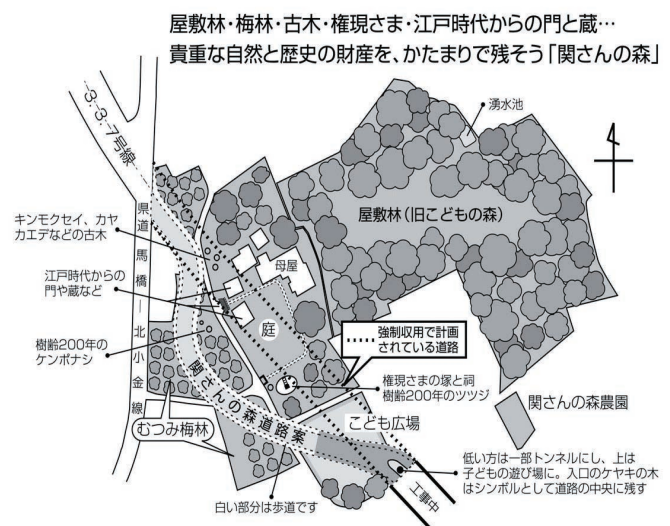 屋敷林・梅林・古木・権現さま・江戸時代からの門と蔵…
貴重な自然と歴史の財産を、かたまりで残そう「関さんの森」
3・3・7号線
湧水池
屋敷林(旧こどもの森)
キンモクセイ、カヤ
カエデなどの古木
県道馬橋―北小金線
母屋
江戸時代からの
門や蔵など
庭
強制収用で計画
されている道路
樹齢200年の
ケンポナシ
権現さまの塚と祠
樹齢200年のツツジ
関さんの森道路案
関さんの森農園
こども広場
むつみ梅林
低い方は一部トンネルにし、上は
子どもの遊び場に。入口のケヤキの木
はシンボルとして道路の中央に残す
工事中
白い部分は歩道です